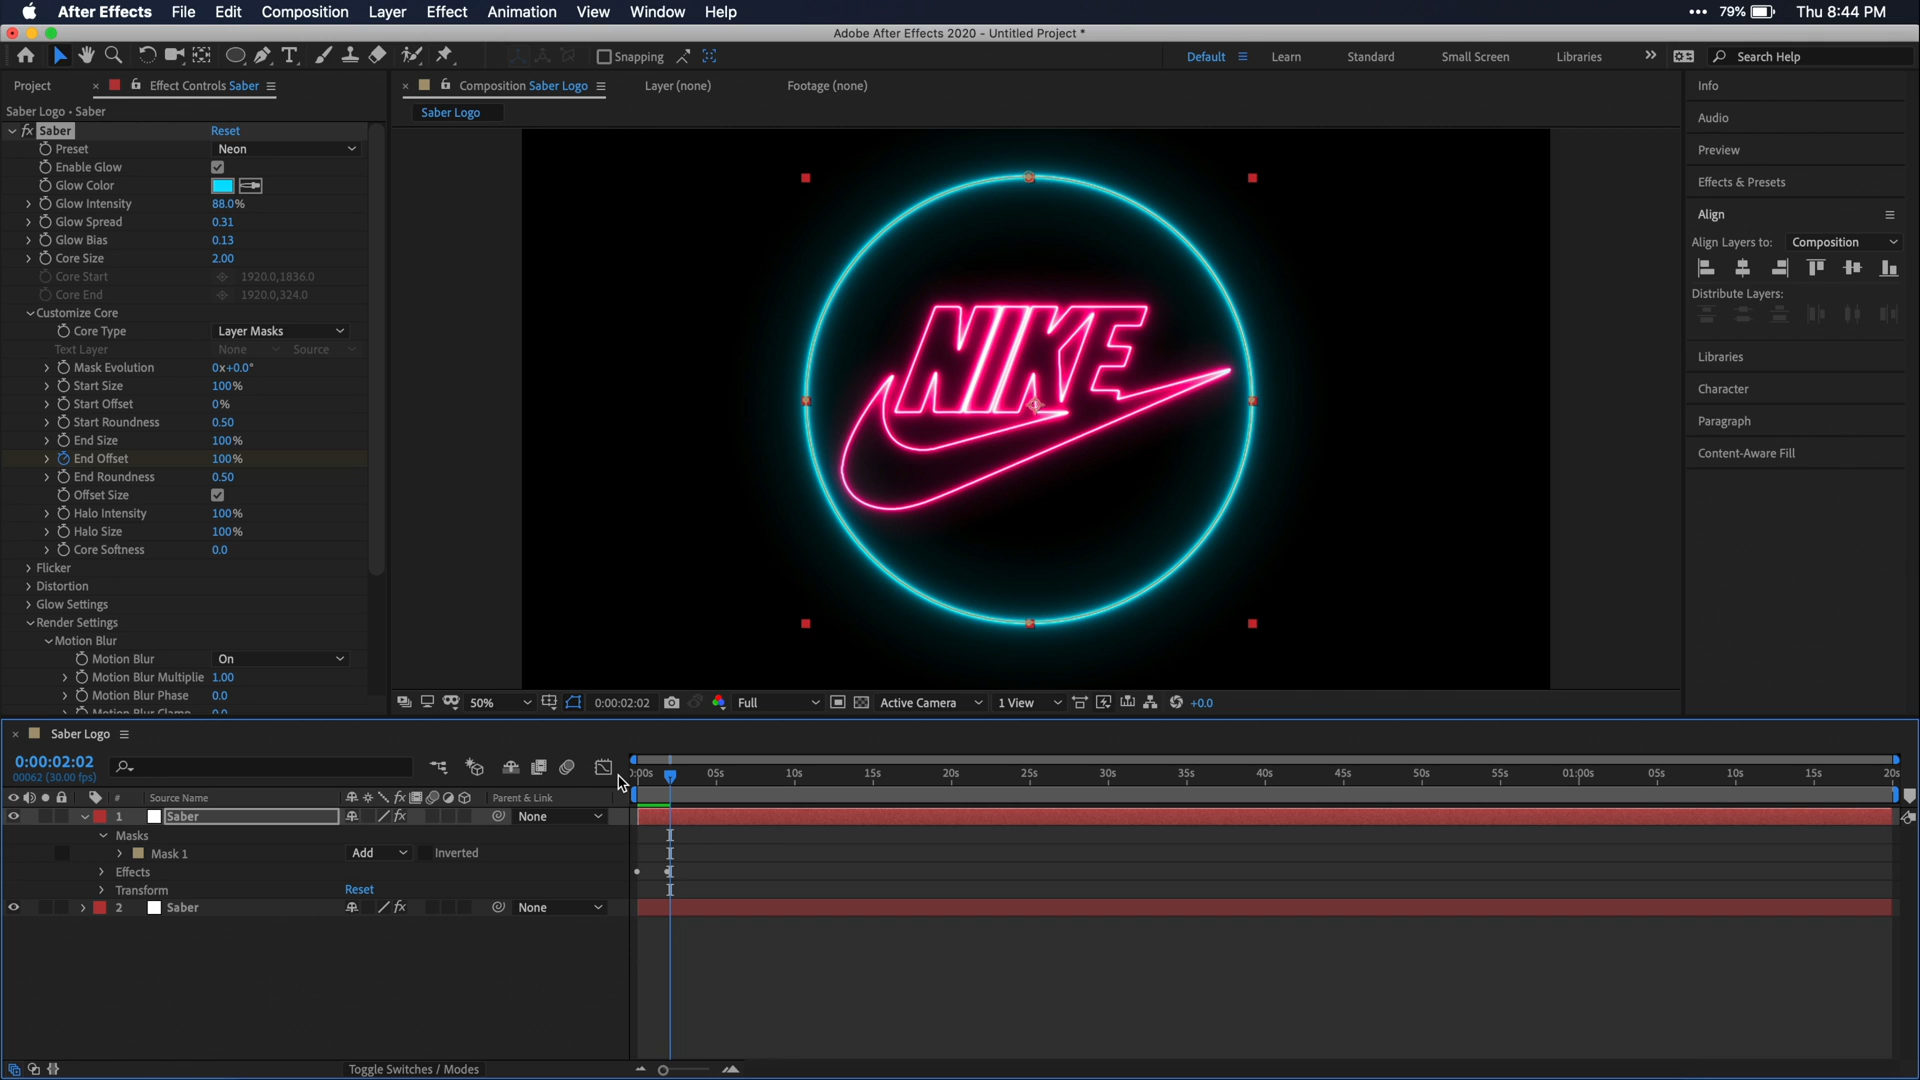 After Effects File Edit Composition Layer Effect Animation View Window Help 79% Thu 8:44 PM
Adobe After Effects 2020 - Untitled Project *
Snapping Default Learn Standard Small Screen Libraries Search Help
Project Effect Controls Saber Composition Saber Logo Layer (none) Footage (none) Info
Saber Logo • Saber Saber Logo
fx Saber Reset
Preset Neon
Enable Glow
Glow Color
Glow Intensity 88.0%
Glow Spread 0.31
Glow Bias 0.13
Core Size 2.00
Core Start 1920.0,1836.0
Core End 1920.0,324.0
Customize Core
Core Type Layer Masks
Text Layer None Source
Mask Evolution 0x+0.0°
Start Size 100%
Start Offset 0%
Start Roundness 0.50
End Size 100%
End Offset 100%
End Roundness 0.50
Offset Size
Halo Intensity 100%
Halo Size 100%
Core Softness 0.0
Flicker
Distortion
Glow Settings
Render Settings
Motion Blur
Motion Blur On
Motion Blur Multiplie 1.00
Motion Blur Phase 0.0
Motion Blur Clamp 0.0
NIKE
Audio
Preview
Effects & Presets
Align
Align Layers to: Composition
Distribute Layers:
Libraries
Character
Paragraph
Content-Aware Fill
50% 0:00:02:02 Full Active Camera 1 View +0.0
Saber Logo
0:00:02:02
00062 (30.00 fps)
:00s 05s 10s 15s 20s 25s 30s 35s 40s 45s 50s 55s 01:00s 05s 10s 15s 20s
# Source Name fx Parent & Link
1 Saber fx None
Masks
Mask 1 Add Inverted
Effects
Transform Reset
2 Saber fx None
Toggle Switches / Modes